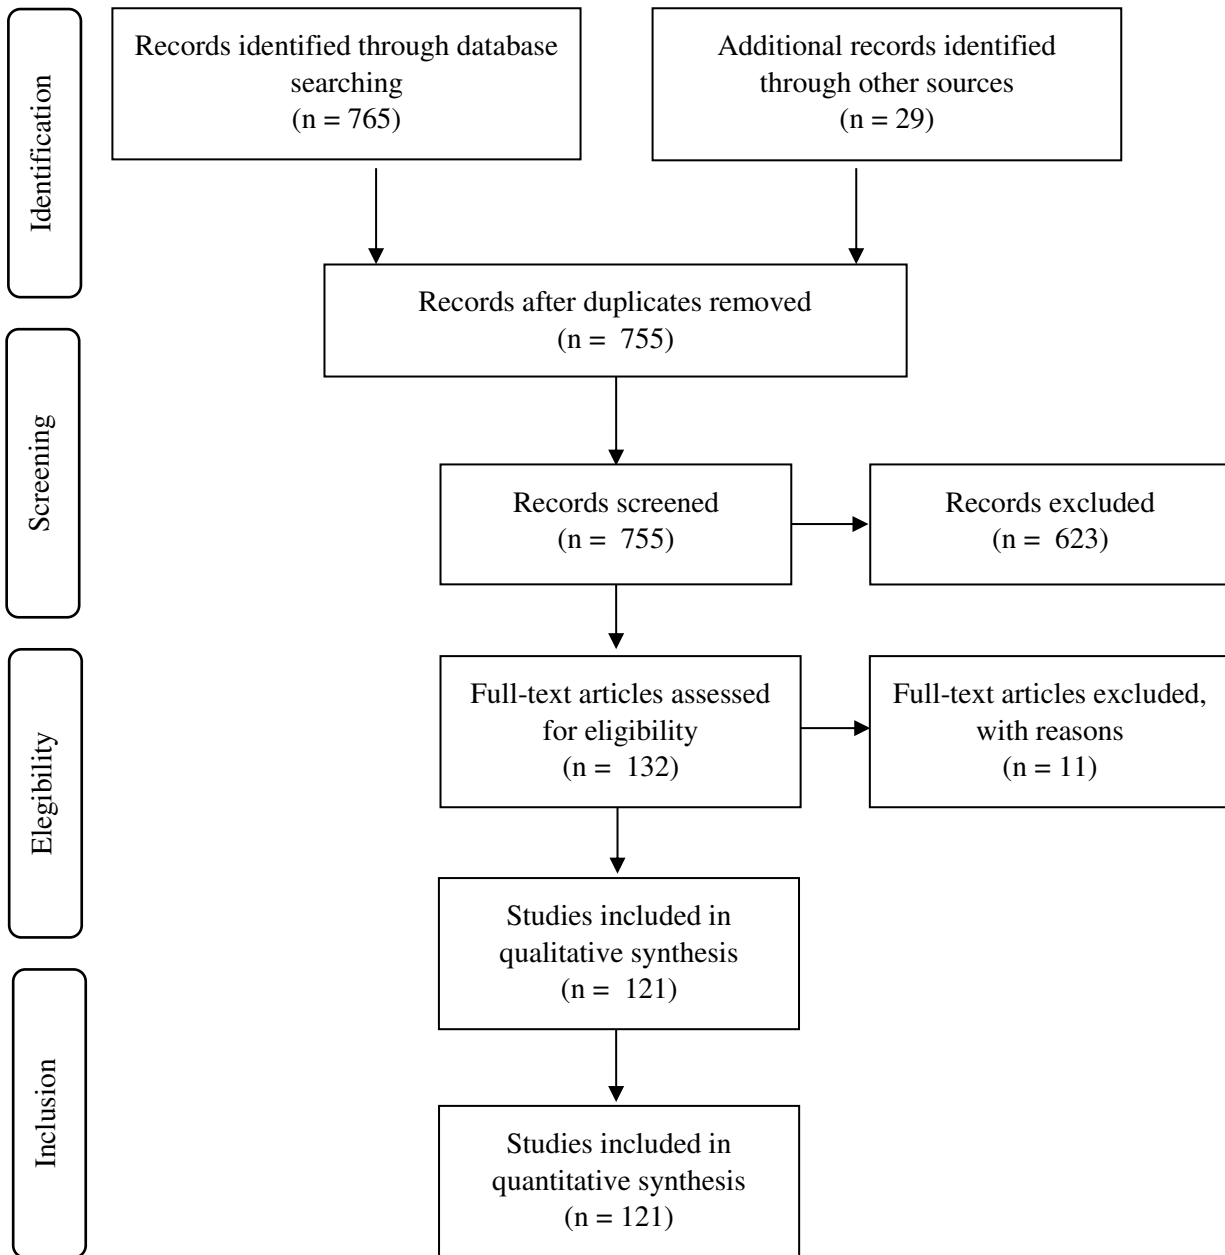 Identification
Records identified through database
searching
(n = 765)
Additional records identified
through other sources
(n = 29)
Records after duplicates removed
(n =  755)
Screening
Records screened
(n =  755)
Records excluded
(n =  623)
Elegibility
Full-text articles assessed
for eligibility
(n =  132)
Full-text articles excluded,
with reasons
(n = 11)
Studies included in
qualitative synthesis
(n =  121)
Inclusion
Studies included in
quantitative synthesis
(n = 121)